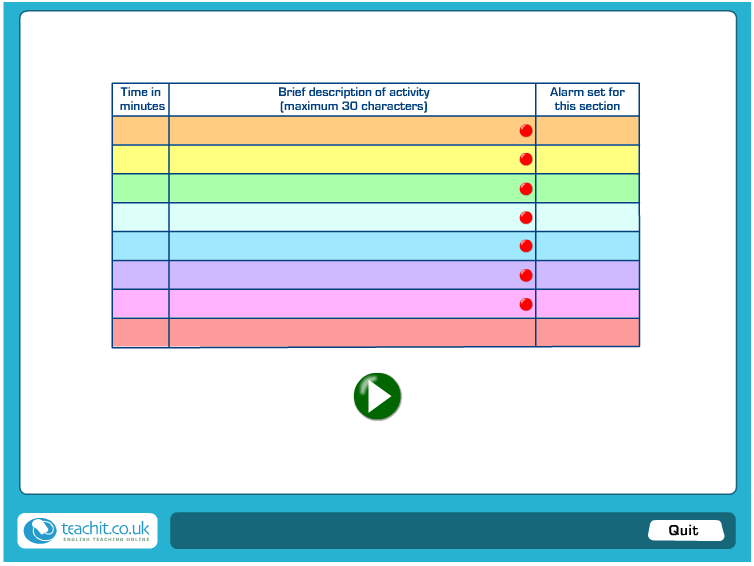 Time in
minutes
Brief description of activity
(maximum 30 characters)
Alarm set for
this section
teachit.co.uk
ENGLISH TEACHING ONLINE
Quit